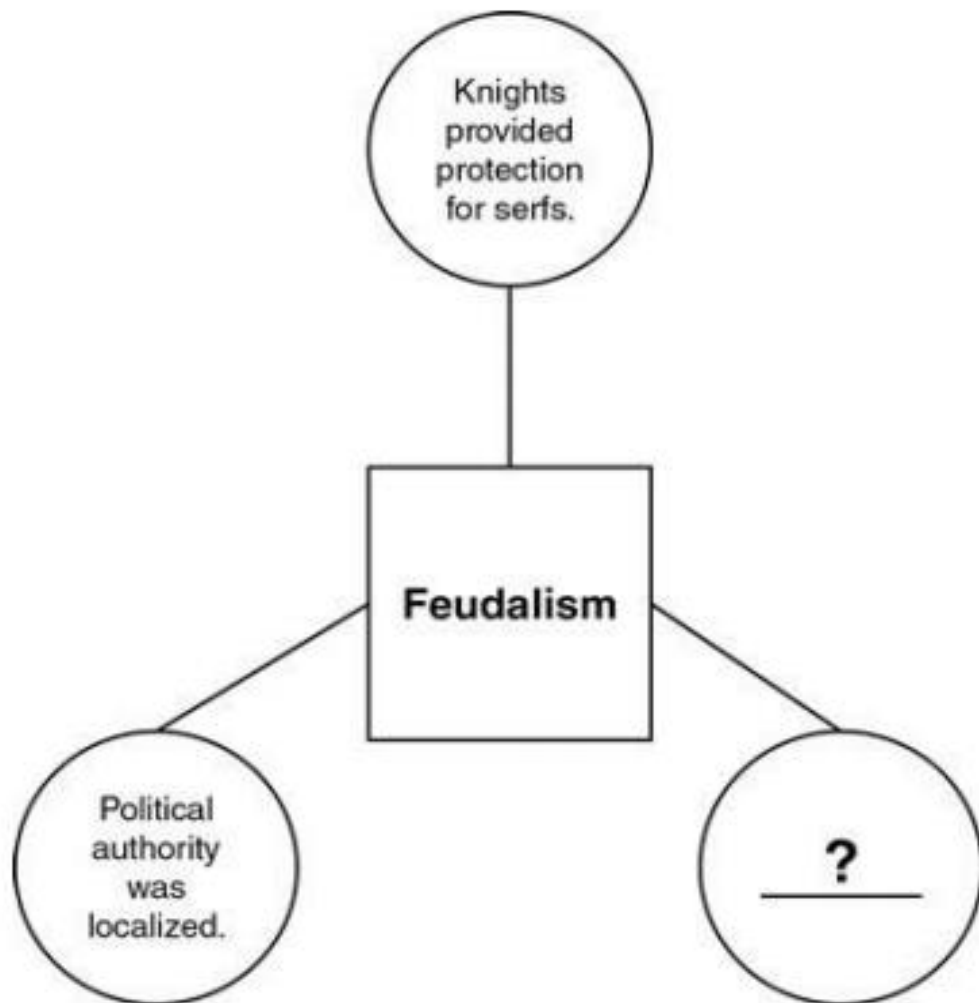 Knights
provided
protection
for serfs.
Feudalism
Political
authority
was
localized.
?